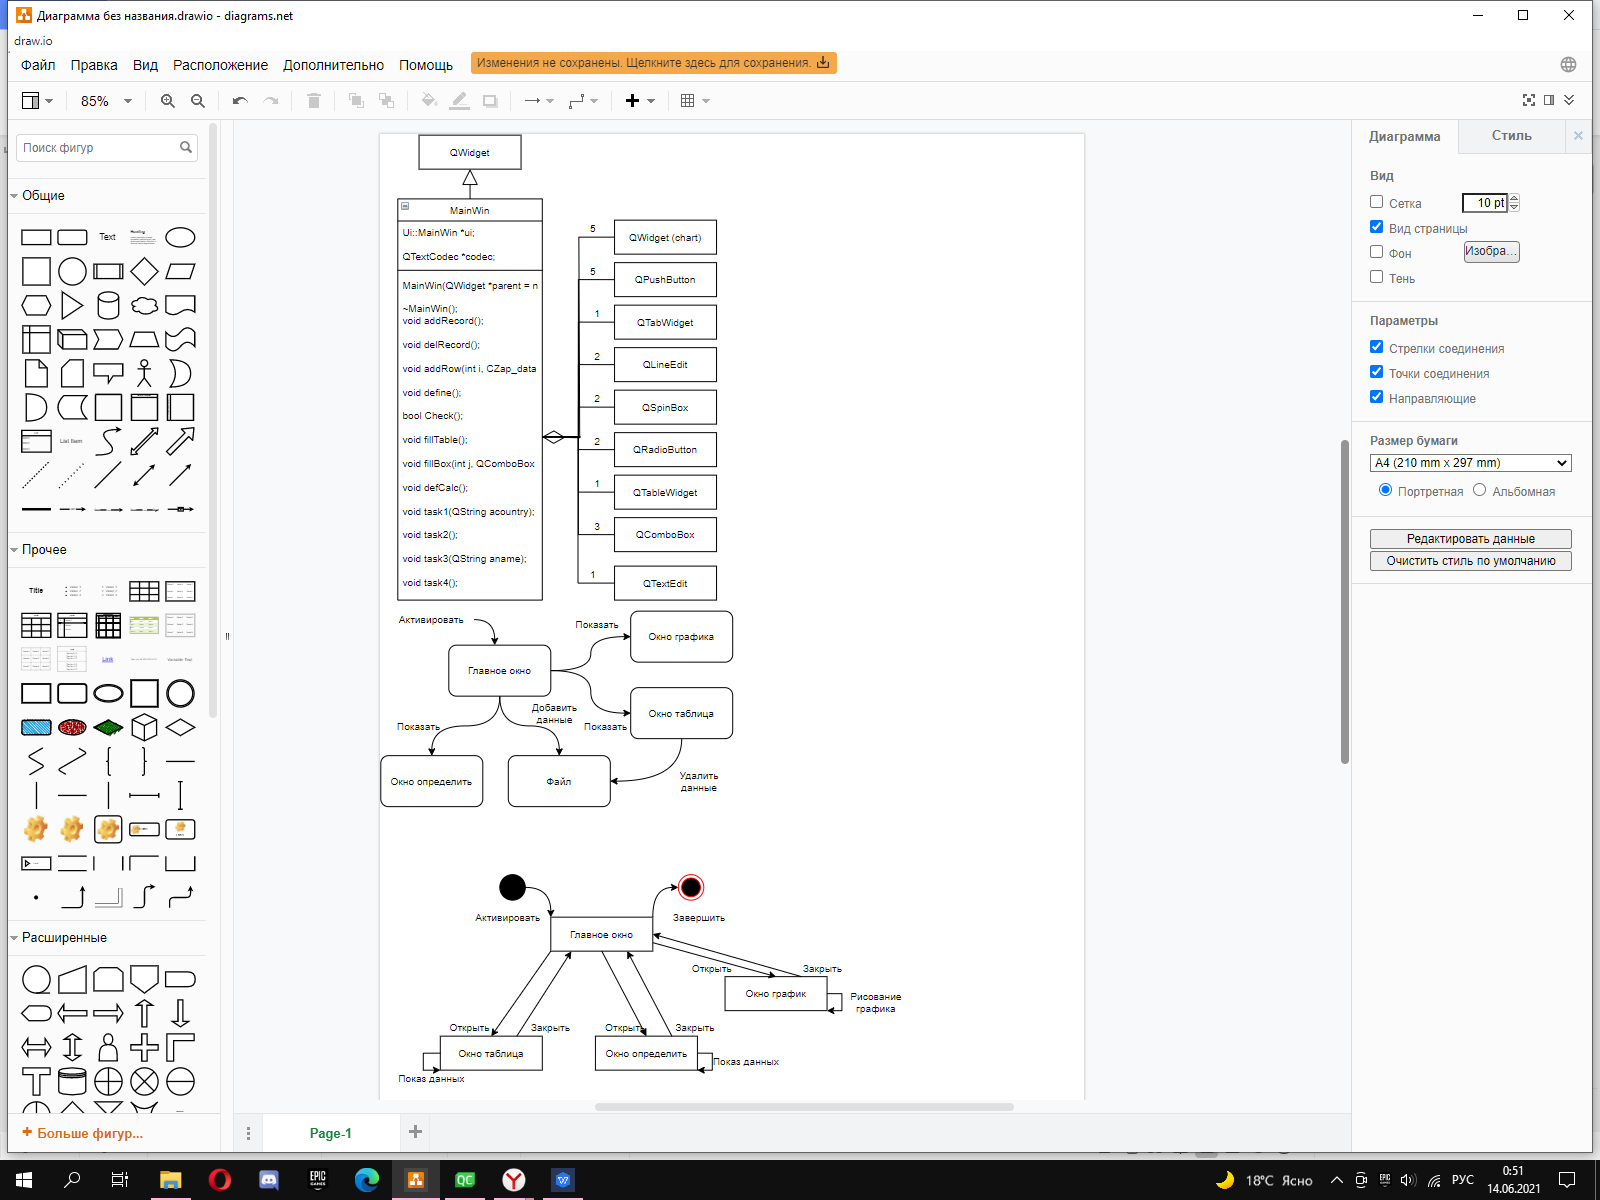 Диаграмма без названия.drawio - diagrams.net
draw.io
Файл Правка Вид Расположение Дополнительно Помощь
Изменения не сохранены. Щелкните здесь для сохранения.
85%
Поиск фигур
Общие
Text
Heading
List Item
Прочее
Title
Link
Расширенные
+ Больше фигур...
QWidget
MainWin
Ui::MainWin *ui;
QTextCodec *codec;
MainWin(QWidget *parent = n
~MainWin();
void addRecord();
void delRecord();
void addRow(int i, CZap_data
void define();
bool Check();
void fillTable();
void fillBox(int j, QComboBox
void defCalc();
void task1(QString acountry);
void task2();
void task3(QString aname);
void task4();
5
QWidget (chart)
5
QPushButton
1
QTabWidget
2
QLineEdit
2
QSpinBox
2
QRadioButton
1
QTableWidget
3
QComboBox
1
QTextEdit
Активировать
Показать
Окно графика
Главное окно
Добавить
данные
Окно таблица
Показать
Показать
Окно определить
Файл
Удалить
данные
Активировать
Завершить
Главное окно
Открыть
Закрыть
Окно график
Рисование
графика
Открыть
Закрыть
Открыть
Закрыть
Окно таблица
Окно определить
Показ данных
Показ данных
Диаграмма
Стиль
Вид
Сетка
10 pt
Вид страницы
Фон
Изобра...
Тень
Параметры
Стрелки соединения
Точки соединения
Направляющие
Размер бумаги
A4 (210 mm x 297 mm)
Портретная
Альбомная
Редактировать данные
Очистить стиль по умолчанию
Page-1
EPIC
GAMES
QC
18°C Ясно
РУС
0:51
14.06.2021